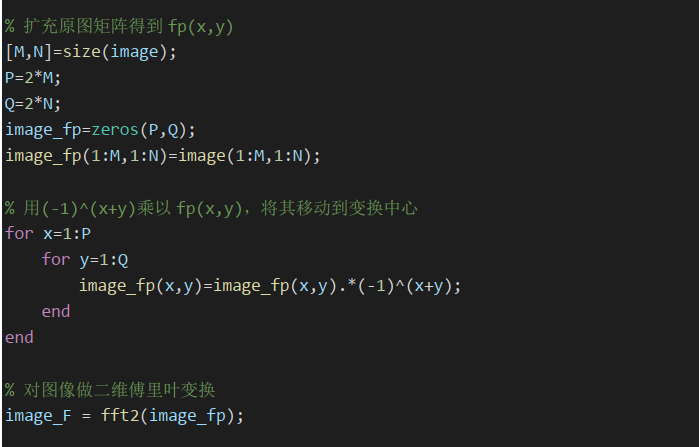 % 扩充原图矩阵得到 fp(x,y)
[M,N]=size(image);
P=2*M;
Q=2*N;
image_fp=zeros(P,Q);
image_fp(1:M,1:N)=image(1:M,1:N);
% 用(-1)^(x+y)乘以 fp(x,y)，将其移动到变换中心
for x=1:P
    for y=1:Q
        image_fp(x,y)=image_fp(x,y).*(-1)^(x+y);
    end
end
% 对图像做二维傅里叶变换
image_F = fft2(image_fp);